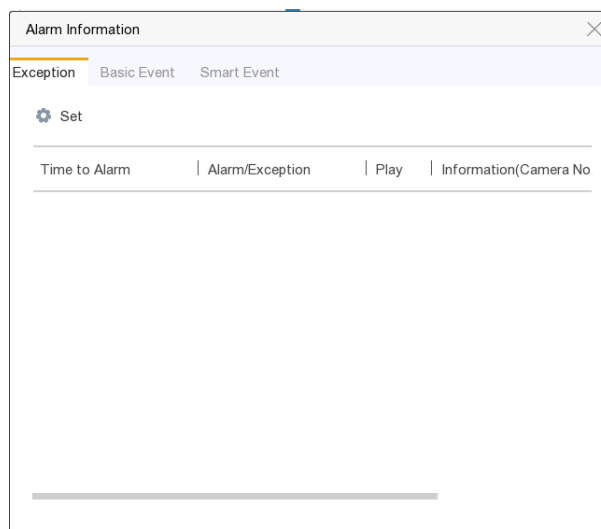 Alarm Information
Exception Basic Event Smart Event
Set
Time to Alarm Alarm/Exception Play Information(Camera No